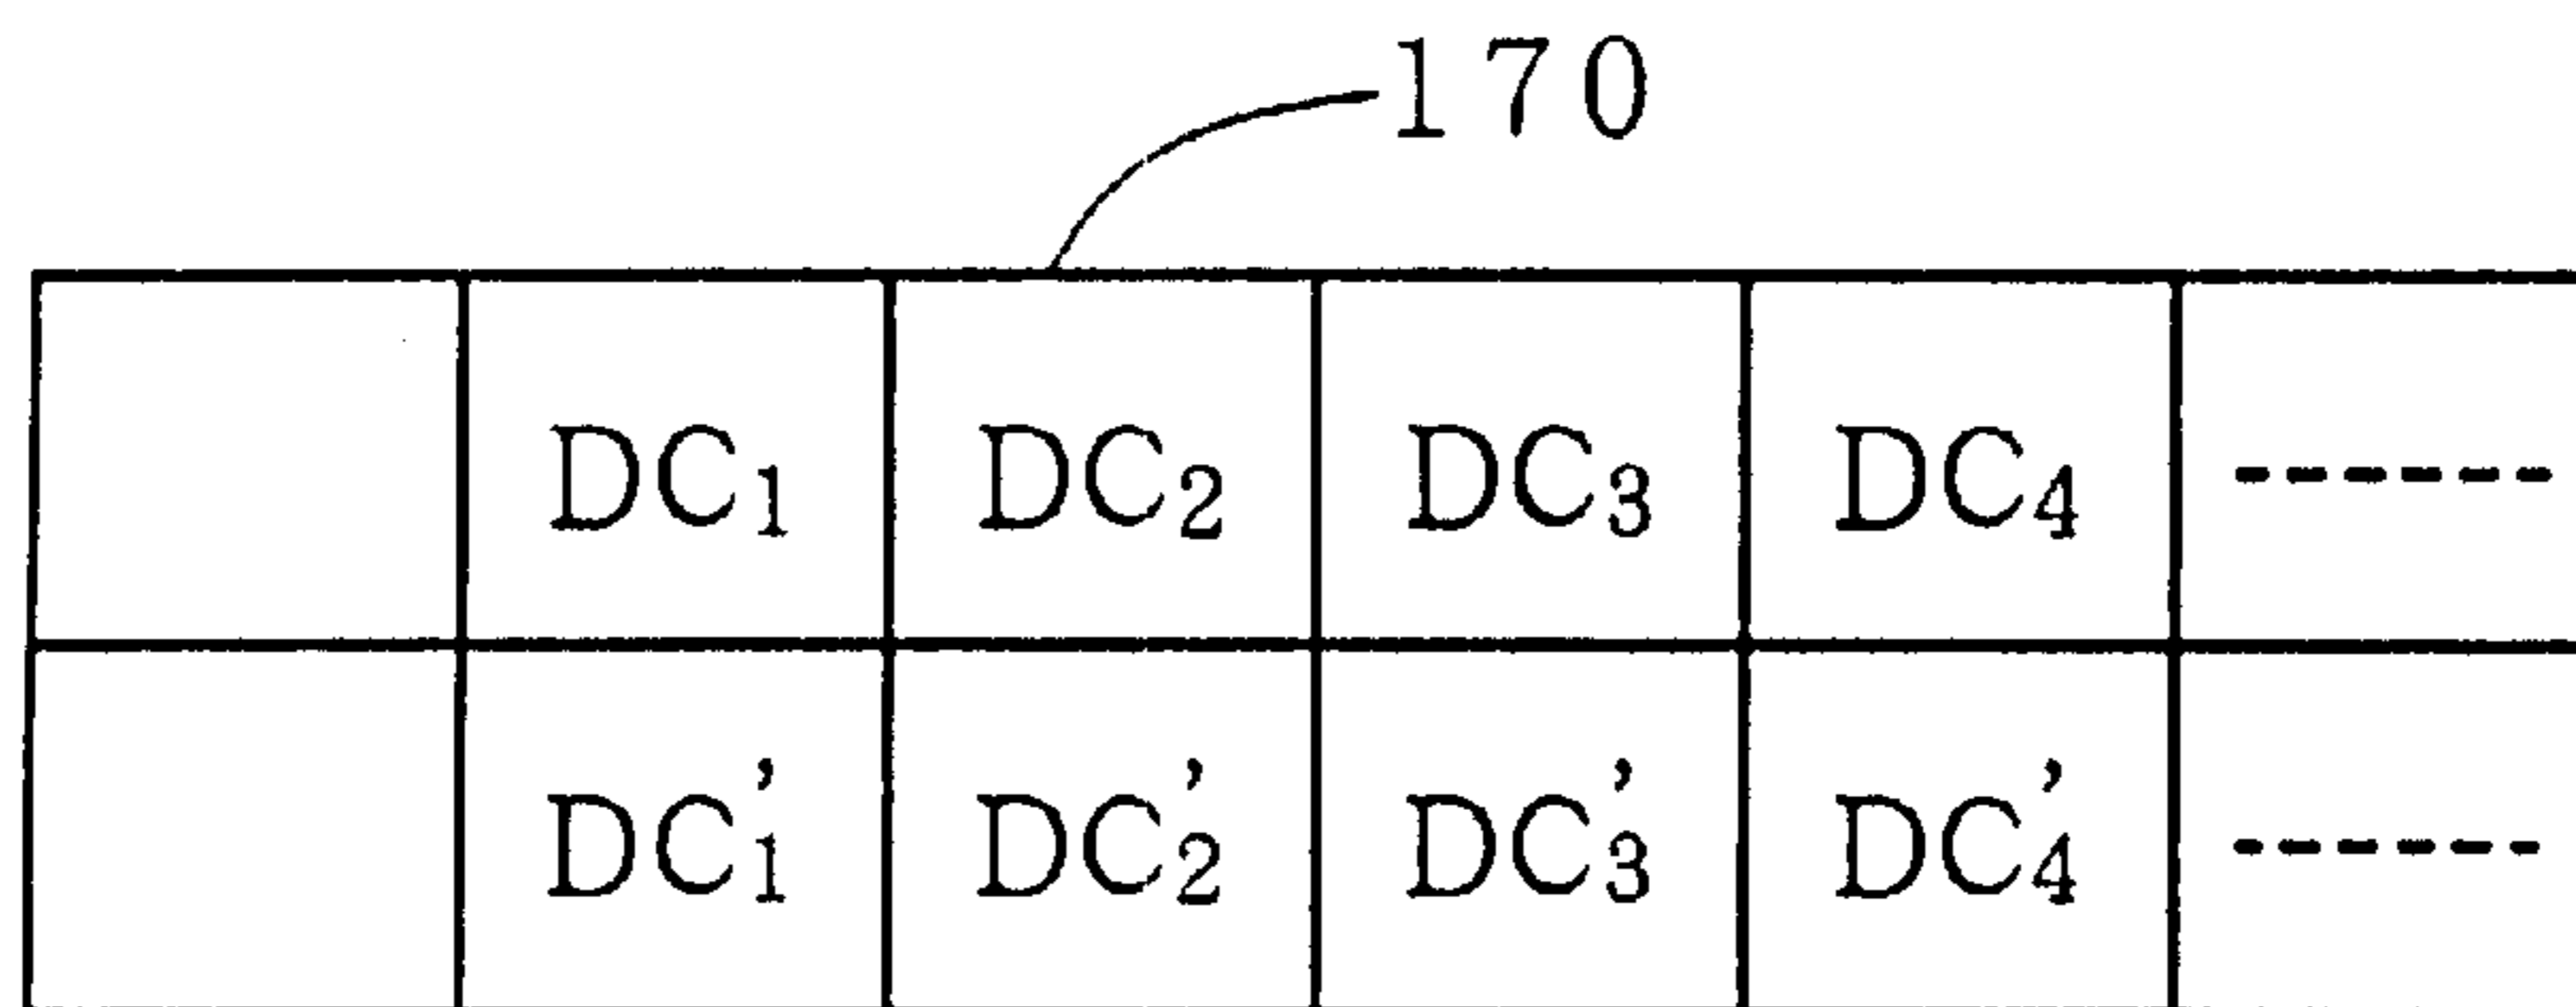 170
DC₁ DC₂ DC₃ DC₄ ------
DC₁' DC₂' DC₃' DC₄' ------